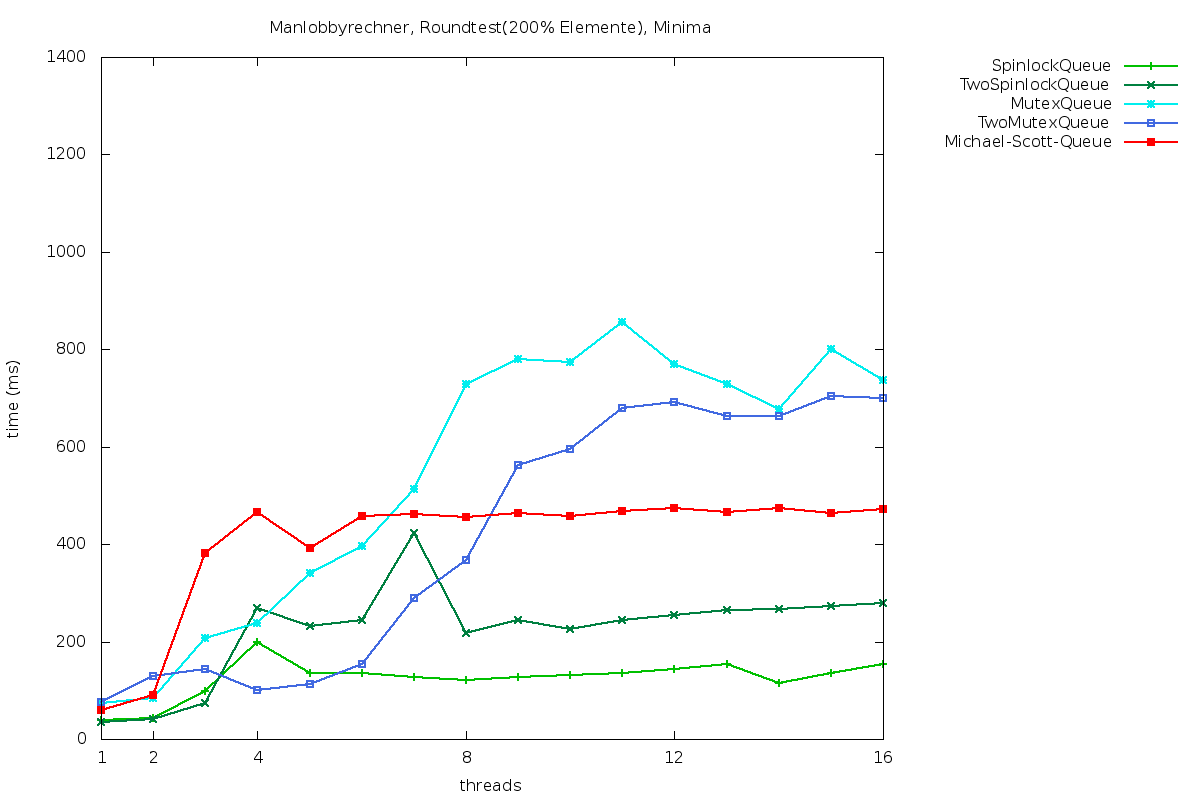 Manlobbyrechner, Roundtest(200% Elemente), Minima
SpinlockQueue
TwoSpinlockQueue
MutexQueue
TwoMutexQueue
Michael-Scott-Queue
1400
1200
1000
800
600
400
200
0
time (ms)
1 2 4 8 12 16
threads